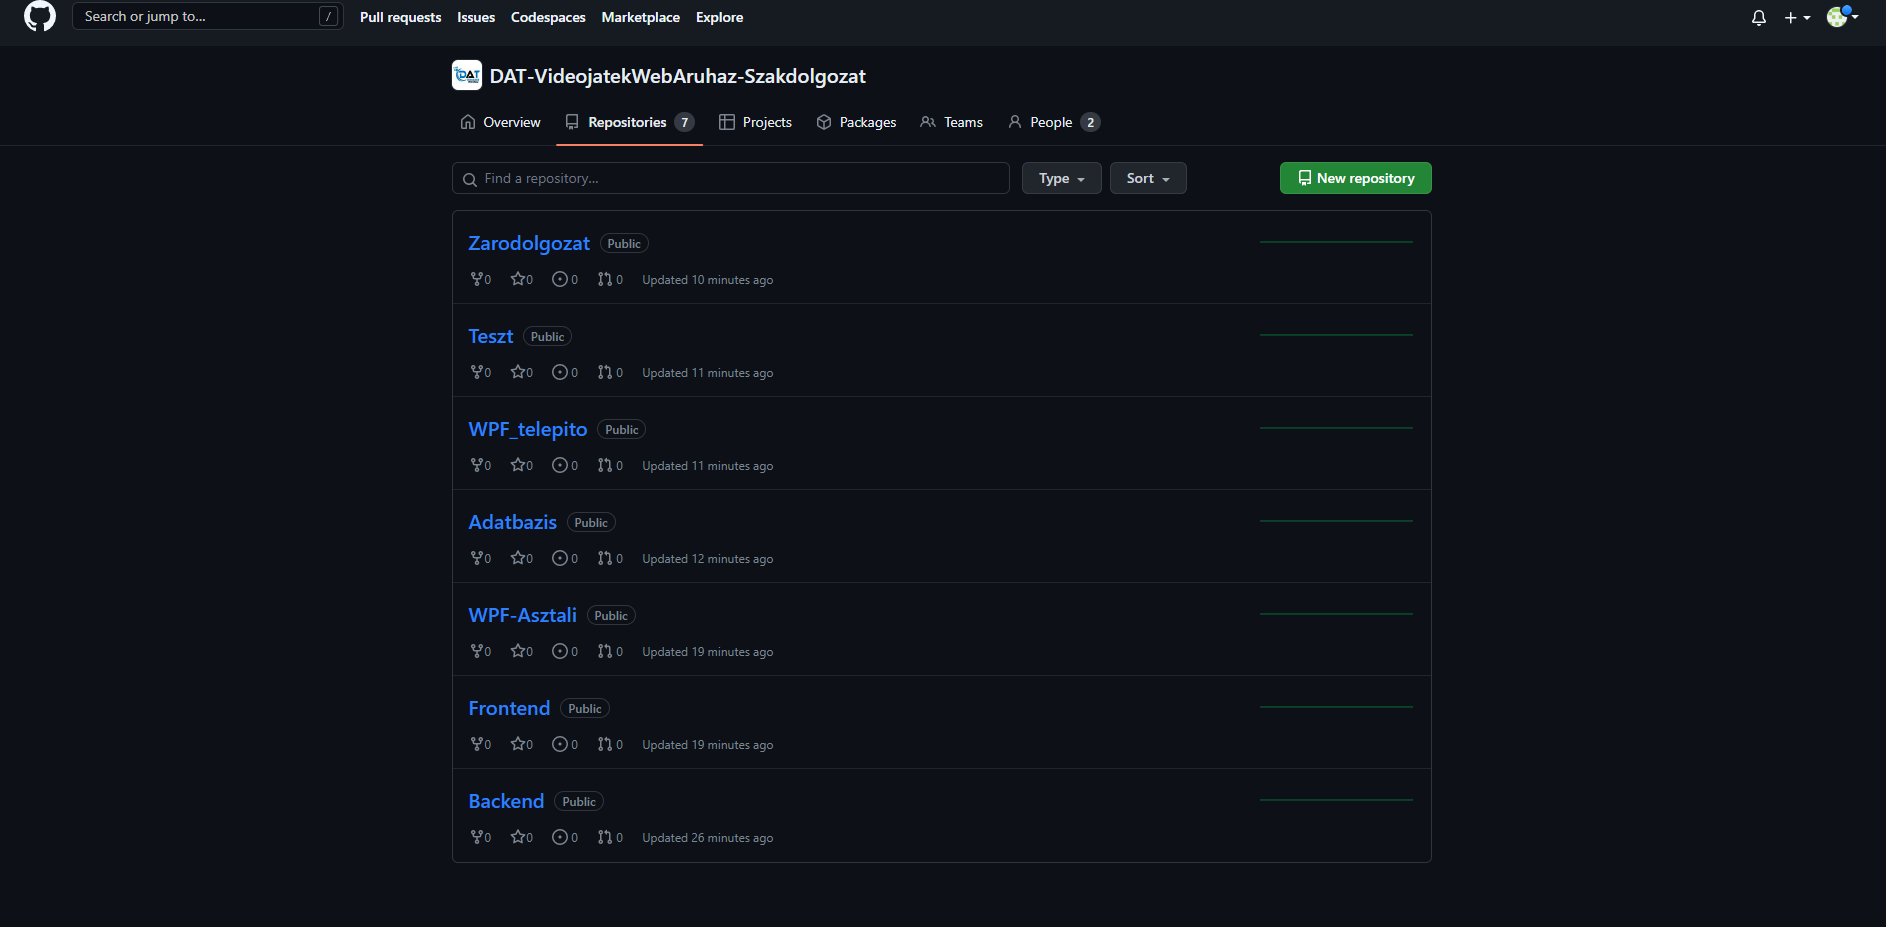 Search or jump to... / Pull requests Issues Codespaces Marketplace Explore
DAT DAT-VideojatekWebAruhaz-Szakdolgozat
Overview Repositories 7 Projects Packages Teams People 2
Find a repository... Type Sort New repository
Zarodolgozat Public
0 0 0 0 Updated 10 minutes ago
Teszt Public
0 0 0 0 Updated 11 minutes ago
WPF_telepito Public
0 0 0 0 Updated 11 minutes ago
Adatbazis Public
0 0 0 0 Updated 12 minutes ago
WPF-Asztali Public
0 0 0 0 Updated 19 minutes ago
Frontend Public
0 0 0 0 Updated 19 minutes ago
Backend Public
0 0 0 0 Updated 26 minutes ago